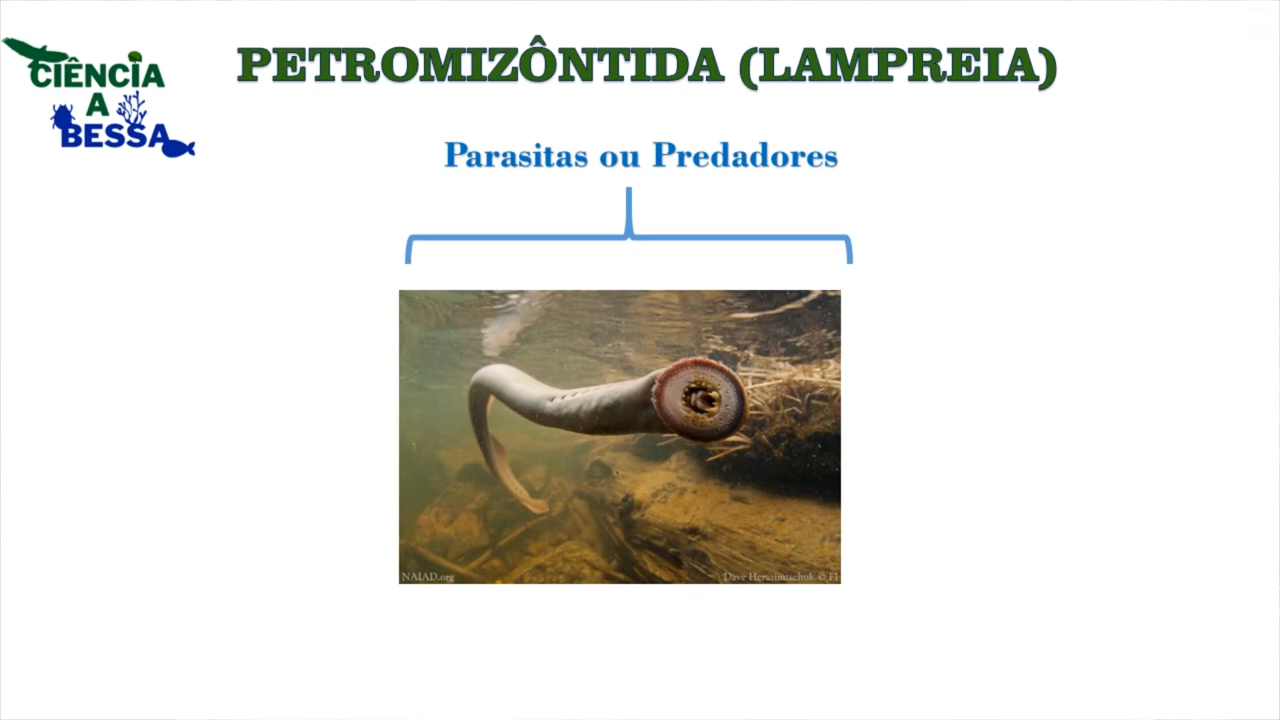 PETROMIZÔNTIDA (LAMPREIA)
CIÊNCIA
A
BESSA
Parasitas ou Predadores
NAIAD.org
Dave Herasimtschuk © FI